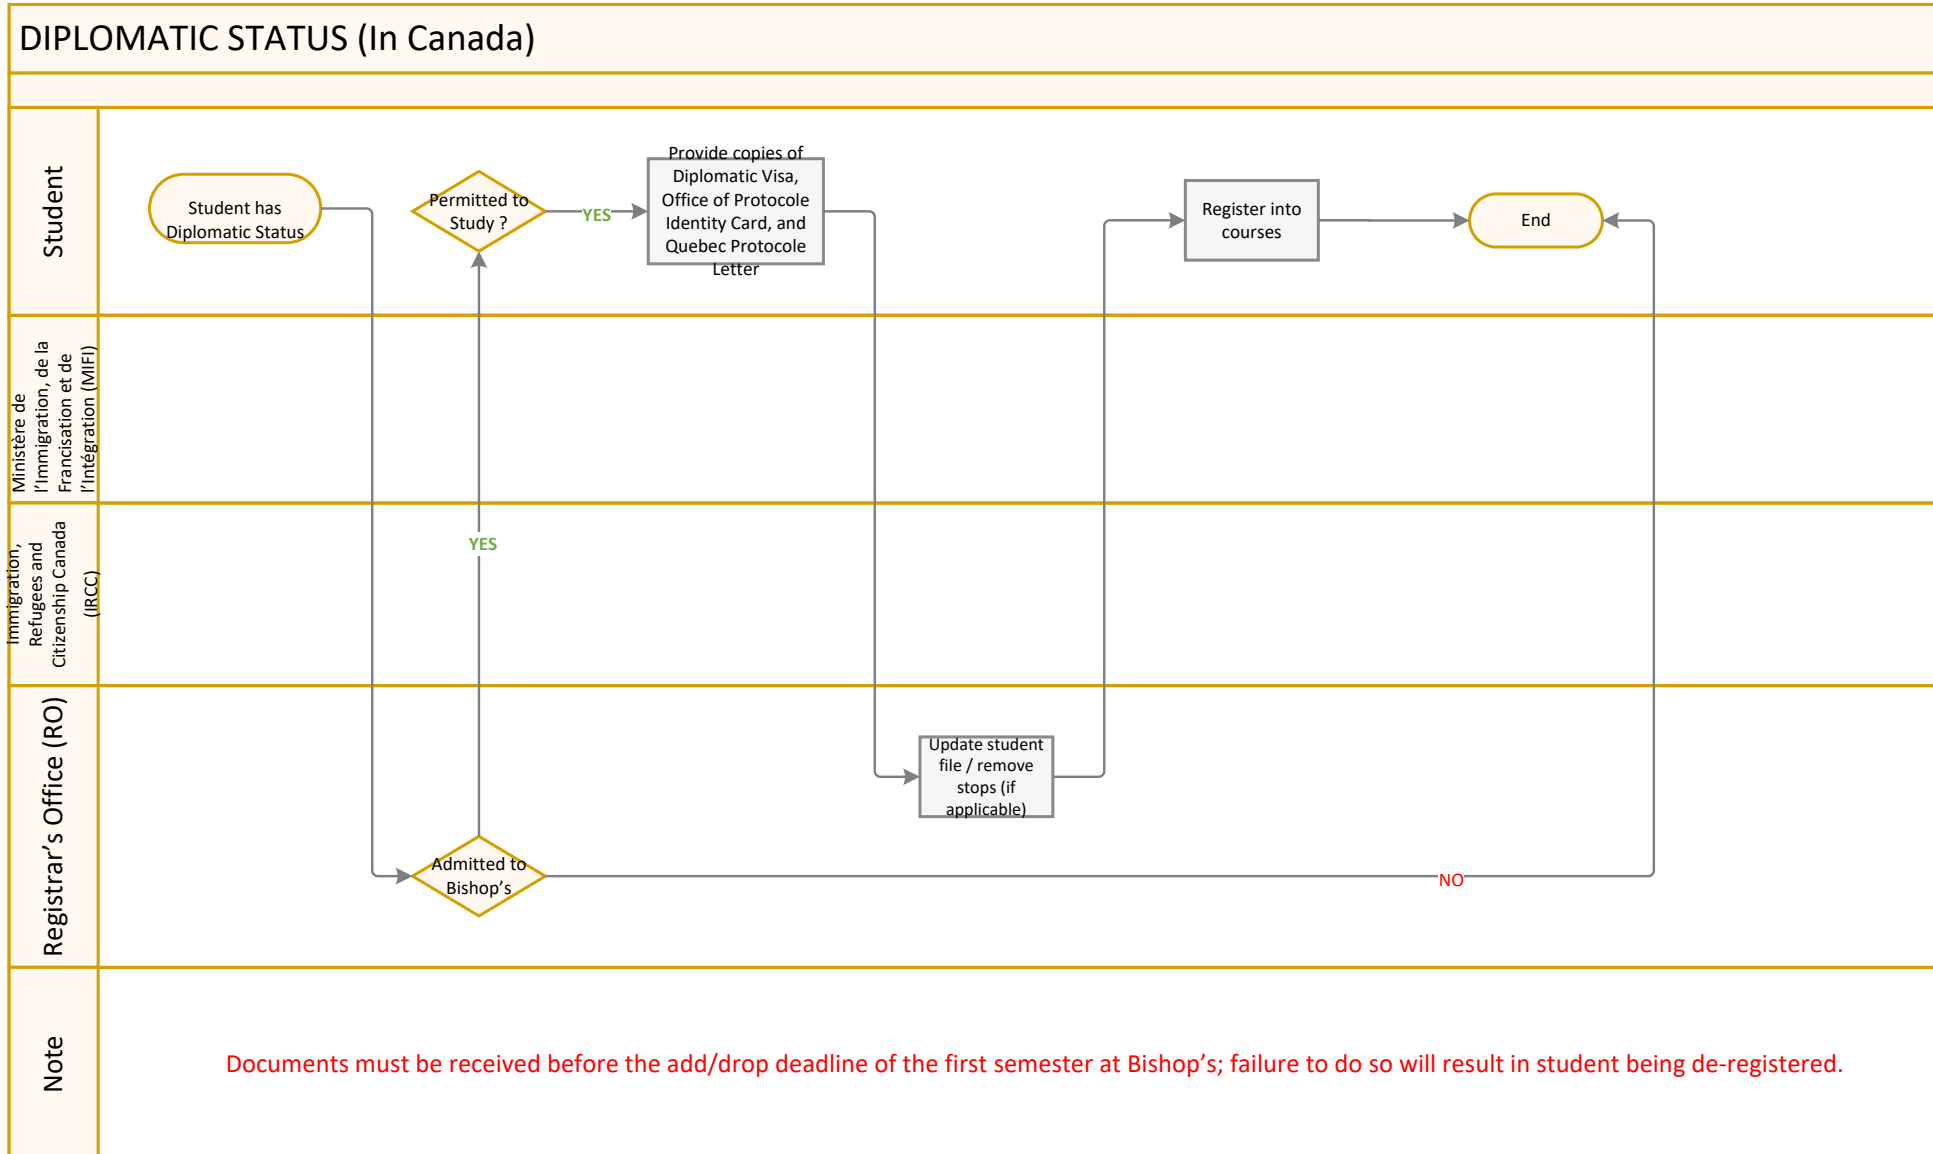 DIPLOMATIC STATUS (In Canada)
Student
Student has
Diplomatic Status
Permitted to
Study ?
YES
Provide copies of
Diplomatic Visa,
Office of Protocole
Identity Card, and
Quebec Protocole
Letter
Register into
courses
End
Ministère de
l’Immigration, de la
Francisation et de
l’Intégration (MIFI)
Immigration,
Refugees and
Citizenship Canada
(IRCC)
YES
Registrar’s Office (RO)
Update student
file / remove
stops (if
applicable)
Admitted to
Bishop’s
NO
Note
Documents must be received before the add/drop deadline of the first semester at Bishop’s; failure to do so will result in student being de-registered.